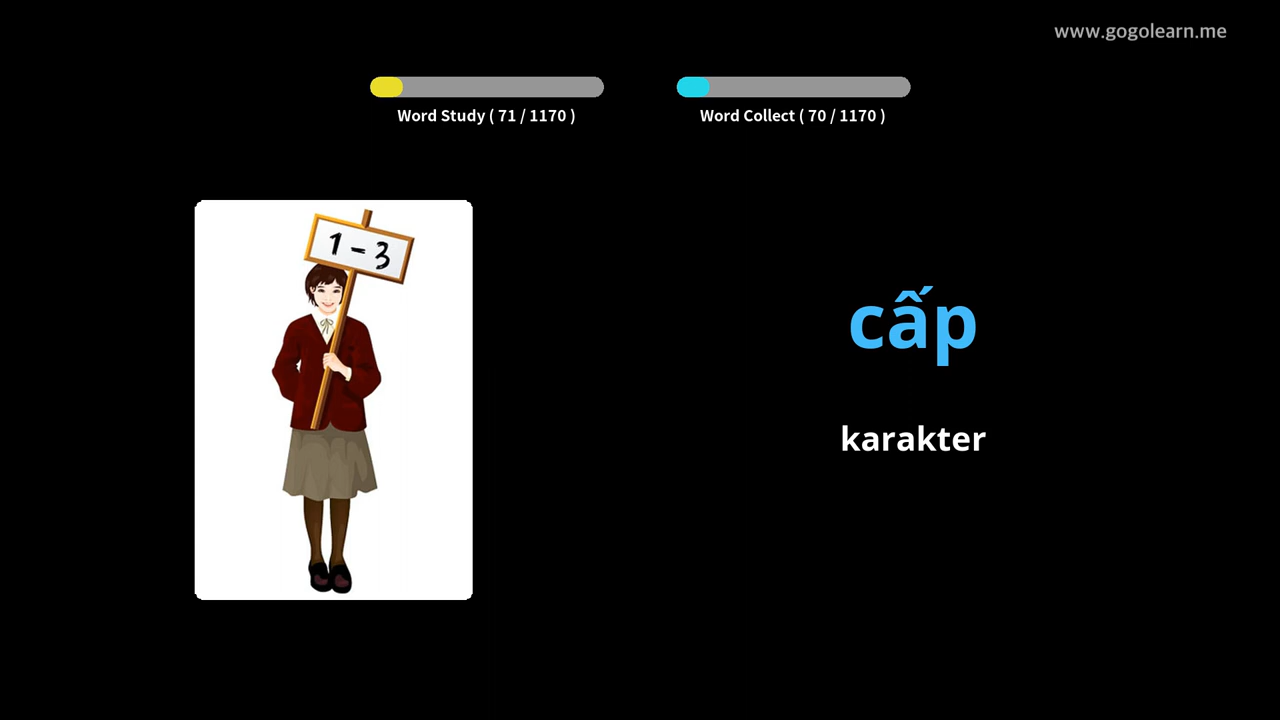 www.gogolearn.me
Word Study ( 71 / 1170 )
Word Collect ( 70 / 1170 )
1 - 3
cấp
karakter